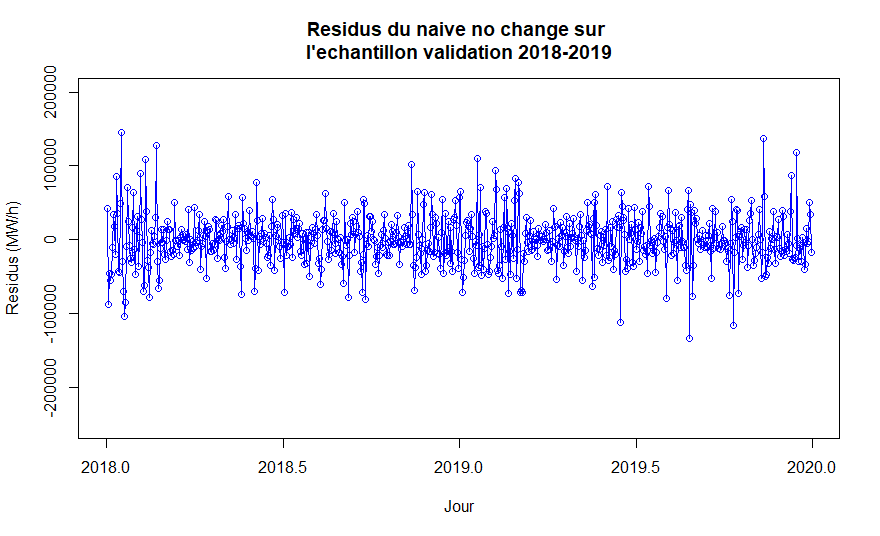 Residus du naive no change sur
l'echantillon validation 2018-2019
Residus (MW/h)
200000
100000
0
-100000
-200000
2018.0 2018.5 2019.0 2019.5 2020.0
Jour